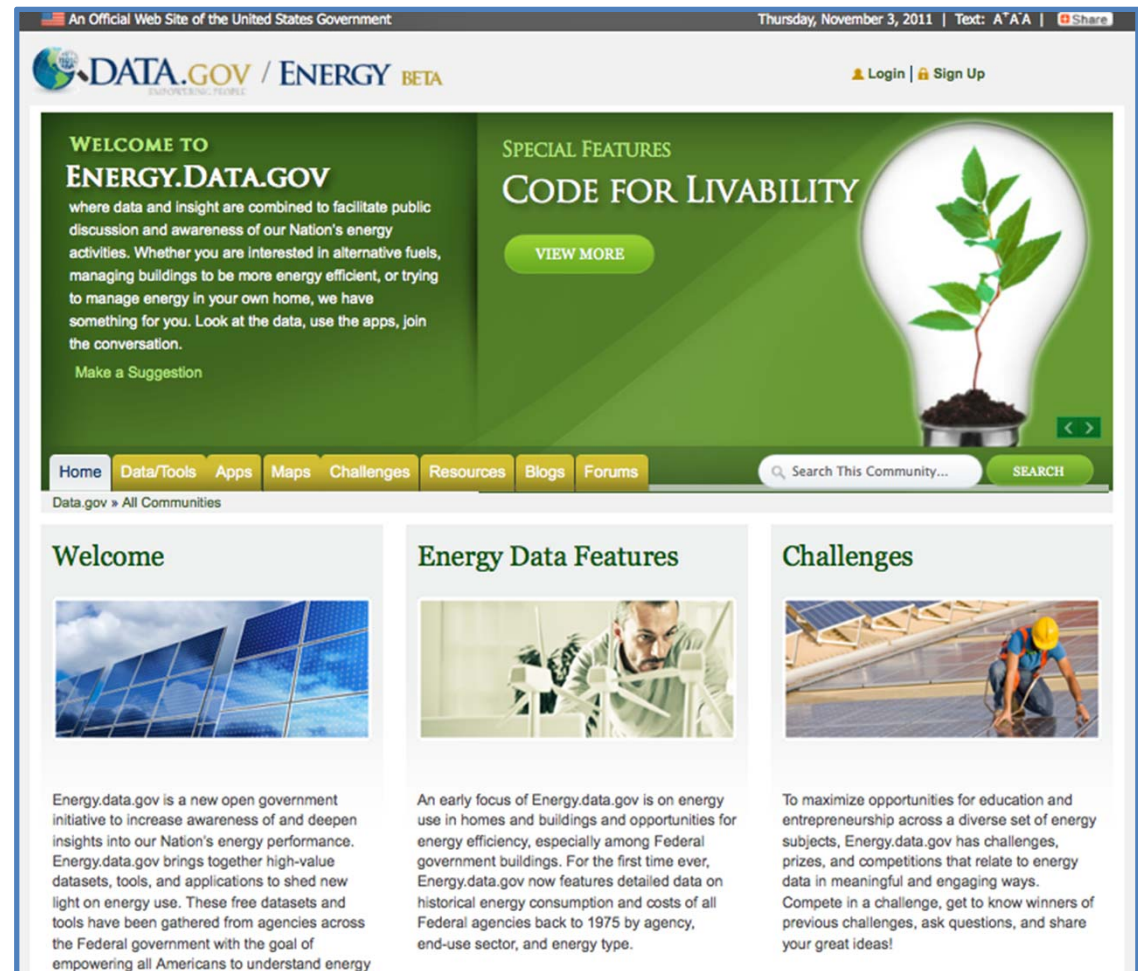 An Official Web Site of the United States Government
Thursday, November 3, 2011 | Text: A+A-A | Share
DATA.GOV / ENERGY BETA
EMPOWERING PEOPLE
Login | Sign Up
WELCOME TO
ENERGY.DATA.GOV
where data and insight are combined to facilitate public
discussion and awareness of our Nation's energy
activities. Whether you are interested in alternative fuels,
managing buildings to be more energy efficient, or trying
to manage energy in your own home, we have
something for you. Look at the data, use the apps, join
the conversation.
Make a Suggestion
SPECIAL FEATURES
CODE FOR LIVABILITY
VIEW MORE
Home Data/Tools Apps Maps Challenges Resources Blogs Forums
Search This Community...
SEARCH
Data.gov » All Communities
Welcome
Energy.data.gov is a new open government
initiative to increase awareness of and deepen
insights into our Nation's energy performance.
Energy.data.gov brings together high-value
datasets, tools, and applications to shed new
light on energy use. These free datasets and
tools have been gathered from agencies across
the Federal government with the goal of
empowering all Americans to understand energy
Energy Data Features
An early focus of Energy.data.gov is on energy
use in homes and buildings and opportunities for
energy efficiency, especially among Federal
government buildings. For the first time ever,
Energy.data.gov now features detailed data on
historical energy consumption and costs of all
Federal agencies back to 1975 by agency,
end-use sector, and energy type.
Challenges
To maximize opportunities for education and
entrepreneurship across a diverse set of energy
subjects, Energy.data.gov has challenges,
prizes, and competitions that relate to energy
data in meaningful and engaging ways.
Compete in a challenge, get to know winners of
previous challenges, ask questions, and share
your great ideas!